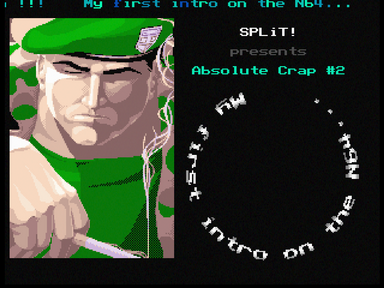 !!! My first intro on the N64...
SPLiT!
presents
Absolute Crap #2
My first intro on the N64...